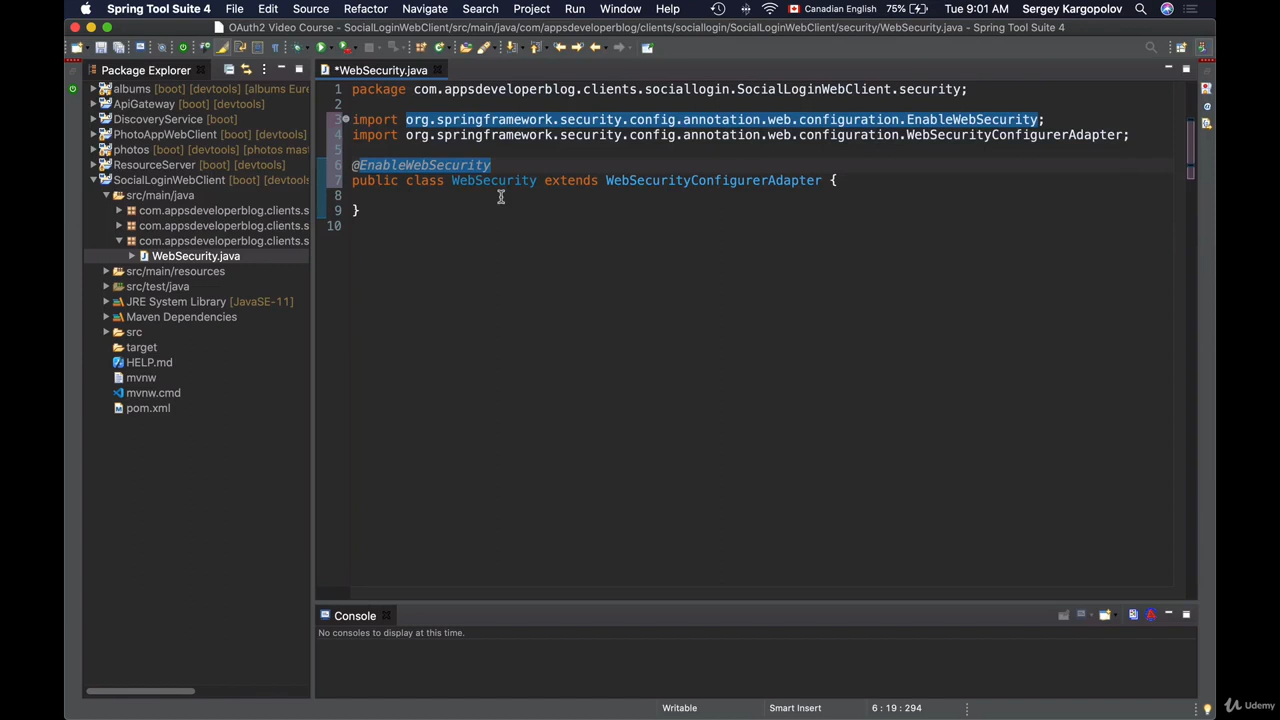 Spring Tool Suite 4 File Edit Source Refactor Navigate Search Project Run Window Help Canadian English 75% Tue 9:01 AM Sergey Kargopolov
OAuth2 Video Course - SocialLoginWebClient/src/main/java/com/appsdeveloperblog/clients/sociallogin/SocialLoginWebClient/security/WebSecurity.java - Spring Tool Suite 4
Package Explorer
albums [boot] [devtools] [albums Eure
ApiGateway [boot] [devtools]
DiscoveryService [boot]
PhotoAppWebClient [boot] [devtools]
photos [boot] [devtools] [photos mas
ResourceServer [boot] [devtools]
SocialLoginWebClient [boot] [devtools
src/main/java
com.appsdeveloperblog.clients.s
com.appsdeveloperblog.clients.s
com.appsdeveloperblog.clients.s
WebSecurity.java
src/main/resources
src/test/java
JRE System Library [JavaSE-11]
Maven Dependencies
src
target
HELP.md
mvnw
mvnw.cmd
pom.xml
*WebSecurity.java
1 package com.appsdeveloperblog.clients.sociallogin.SocialLoginWebClient.security;
2
3 import org.springframework.security.config.annotation.web.configuration.EnableWebSecurity;
4 import org.springframework.security.config.annotation.web.configuration.WebSecurityConfigurerAdapter;
5
6 @EnableWebSecurity
7 public class WebSecurity extends WebSecurityConfigurerAdapter {
8
9 }
10
Console
No consoles to display at this time.
Writable Smart Insert 6 : 19 : 294
Udemy